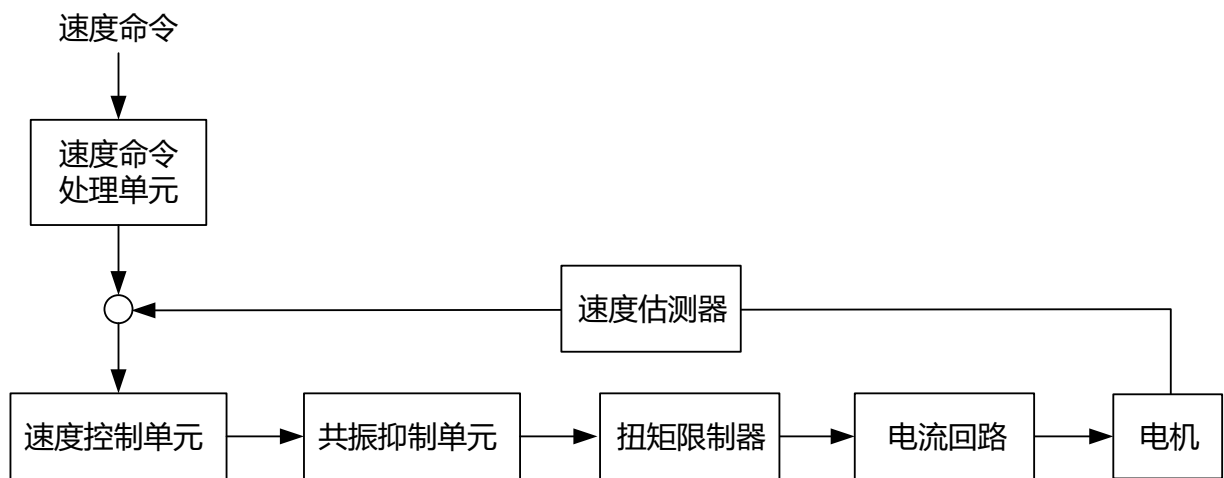 速度命令
速度命令
处理单元
速度估测器
速度控制单元
共振抑制单元
扭矩限制器
电流回路
电机